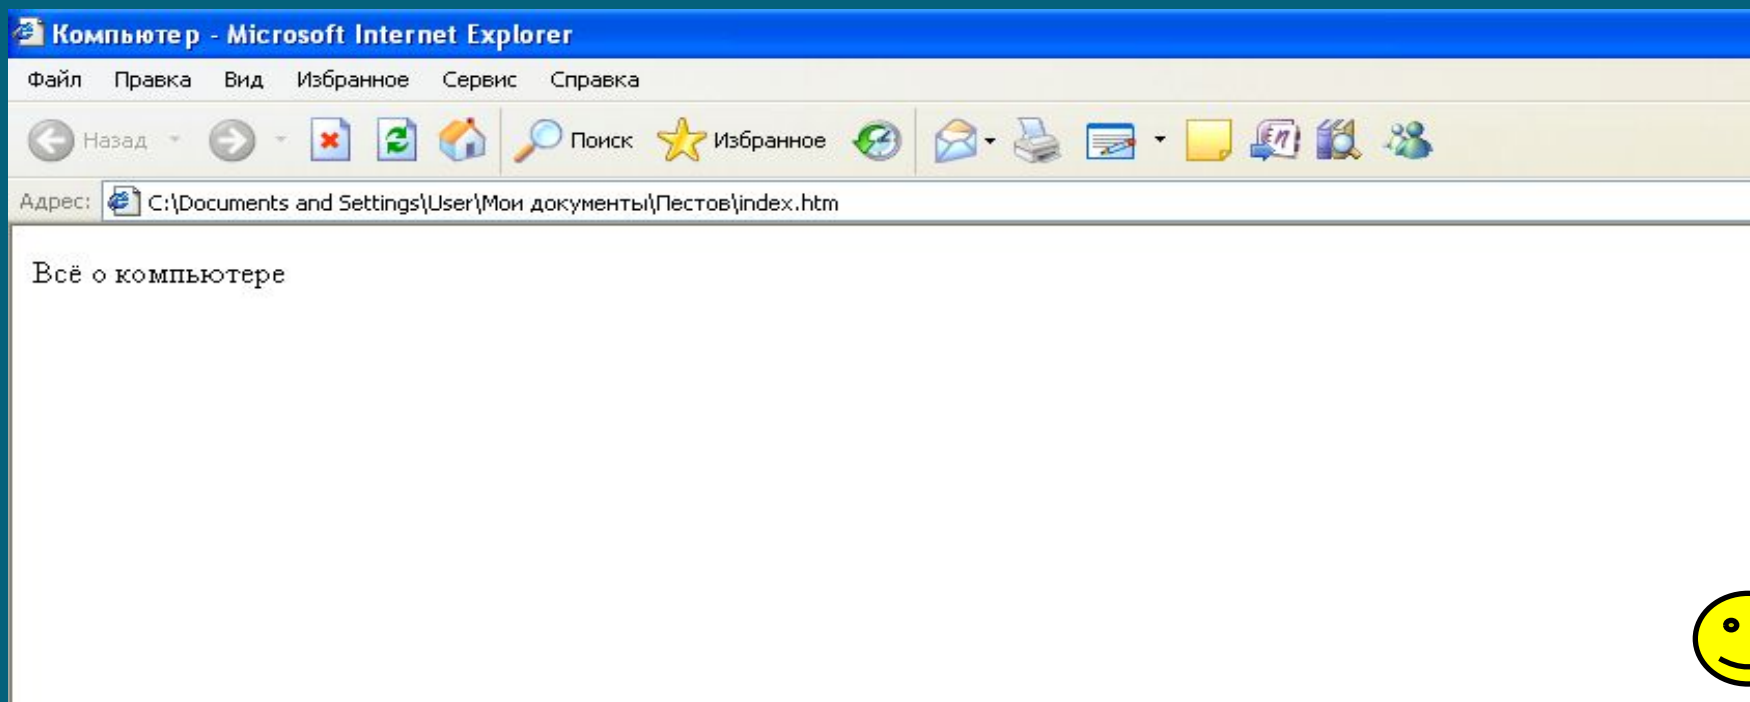 Компьютер - Microsoft Internet Explorer
Файл Правка Вид Избранное Сервис Справка
Назад Поиск Избранное
Адрес: C:\Documents and Settings\User\Мои документы\Пестов\index.htm
Всё о компьютере